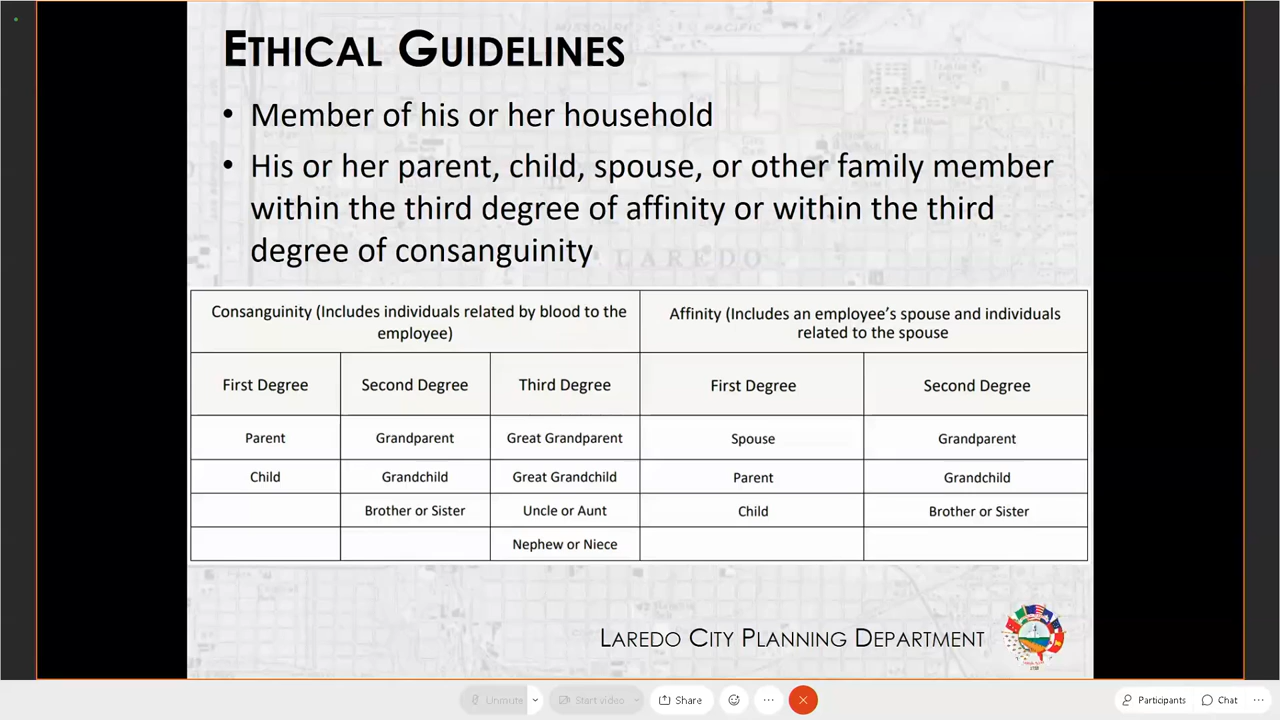 ETHICAL GUIDELINES
• Member of his or her household
• His or her parent, child, spouse, or other family member
within the third degree of affinity or within the third
degree of consanguinity
LAREDO
Consanguinity (Includes individuals related by blood to the
employee)
Affinity (Includes an employee's spouse and individuals
related to the spouse
First Degree
Second Degree
Third Degree
First Degree
Second Degree
Parent
Grandparent
Great Grandparent
Spouse
Grandparent
Child
Grandchild
Great Grandchild
Parent
Grandchild
Brother or Sister
Uncle or Aunt
Child
Brother or Sister
Nephew or Niece
LAREDO CITY PLANNING DEPARTMENT
Unmute
Start video
Share
Participants
Chat